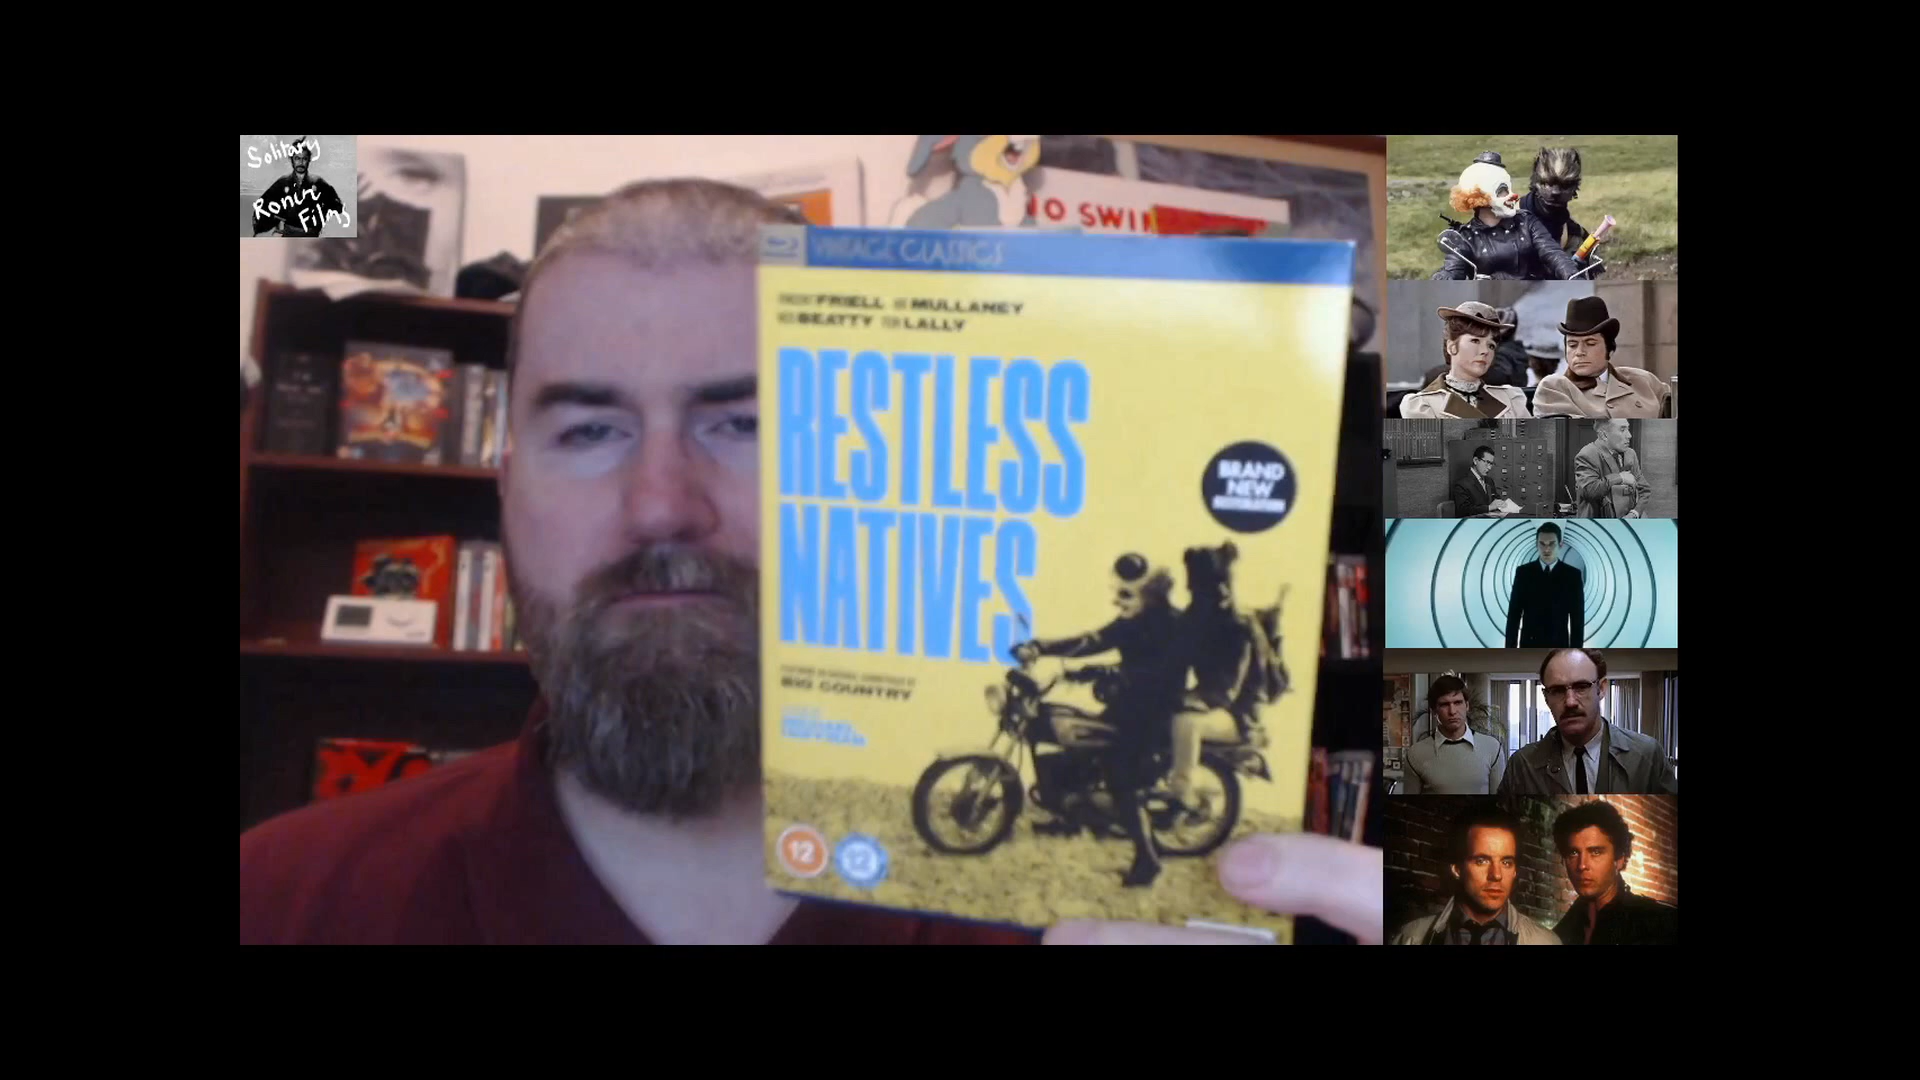 Solitary
Ronin
Films
NO SWI
VINTAGE CLASSICS
FRIELL MULLANEY
BEATTY LALLY
RESTLESS
NATIVES
BRAND
NEW
RESTORATION
BIG COUNTRY
12
12